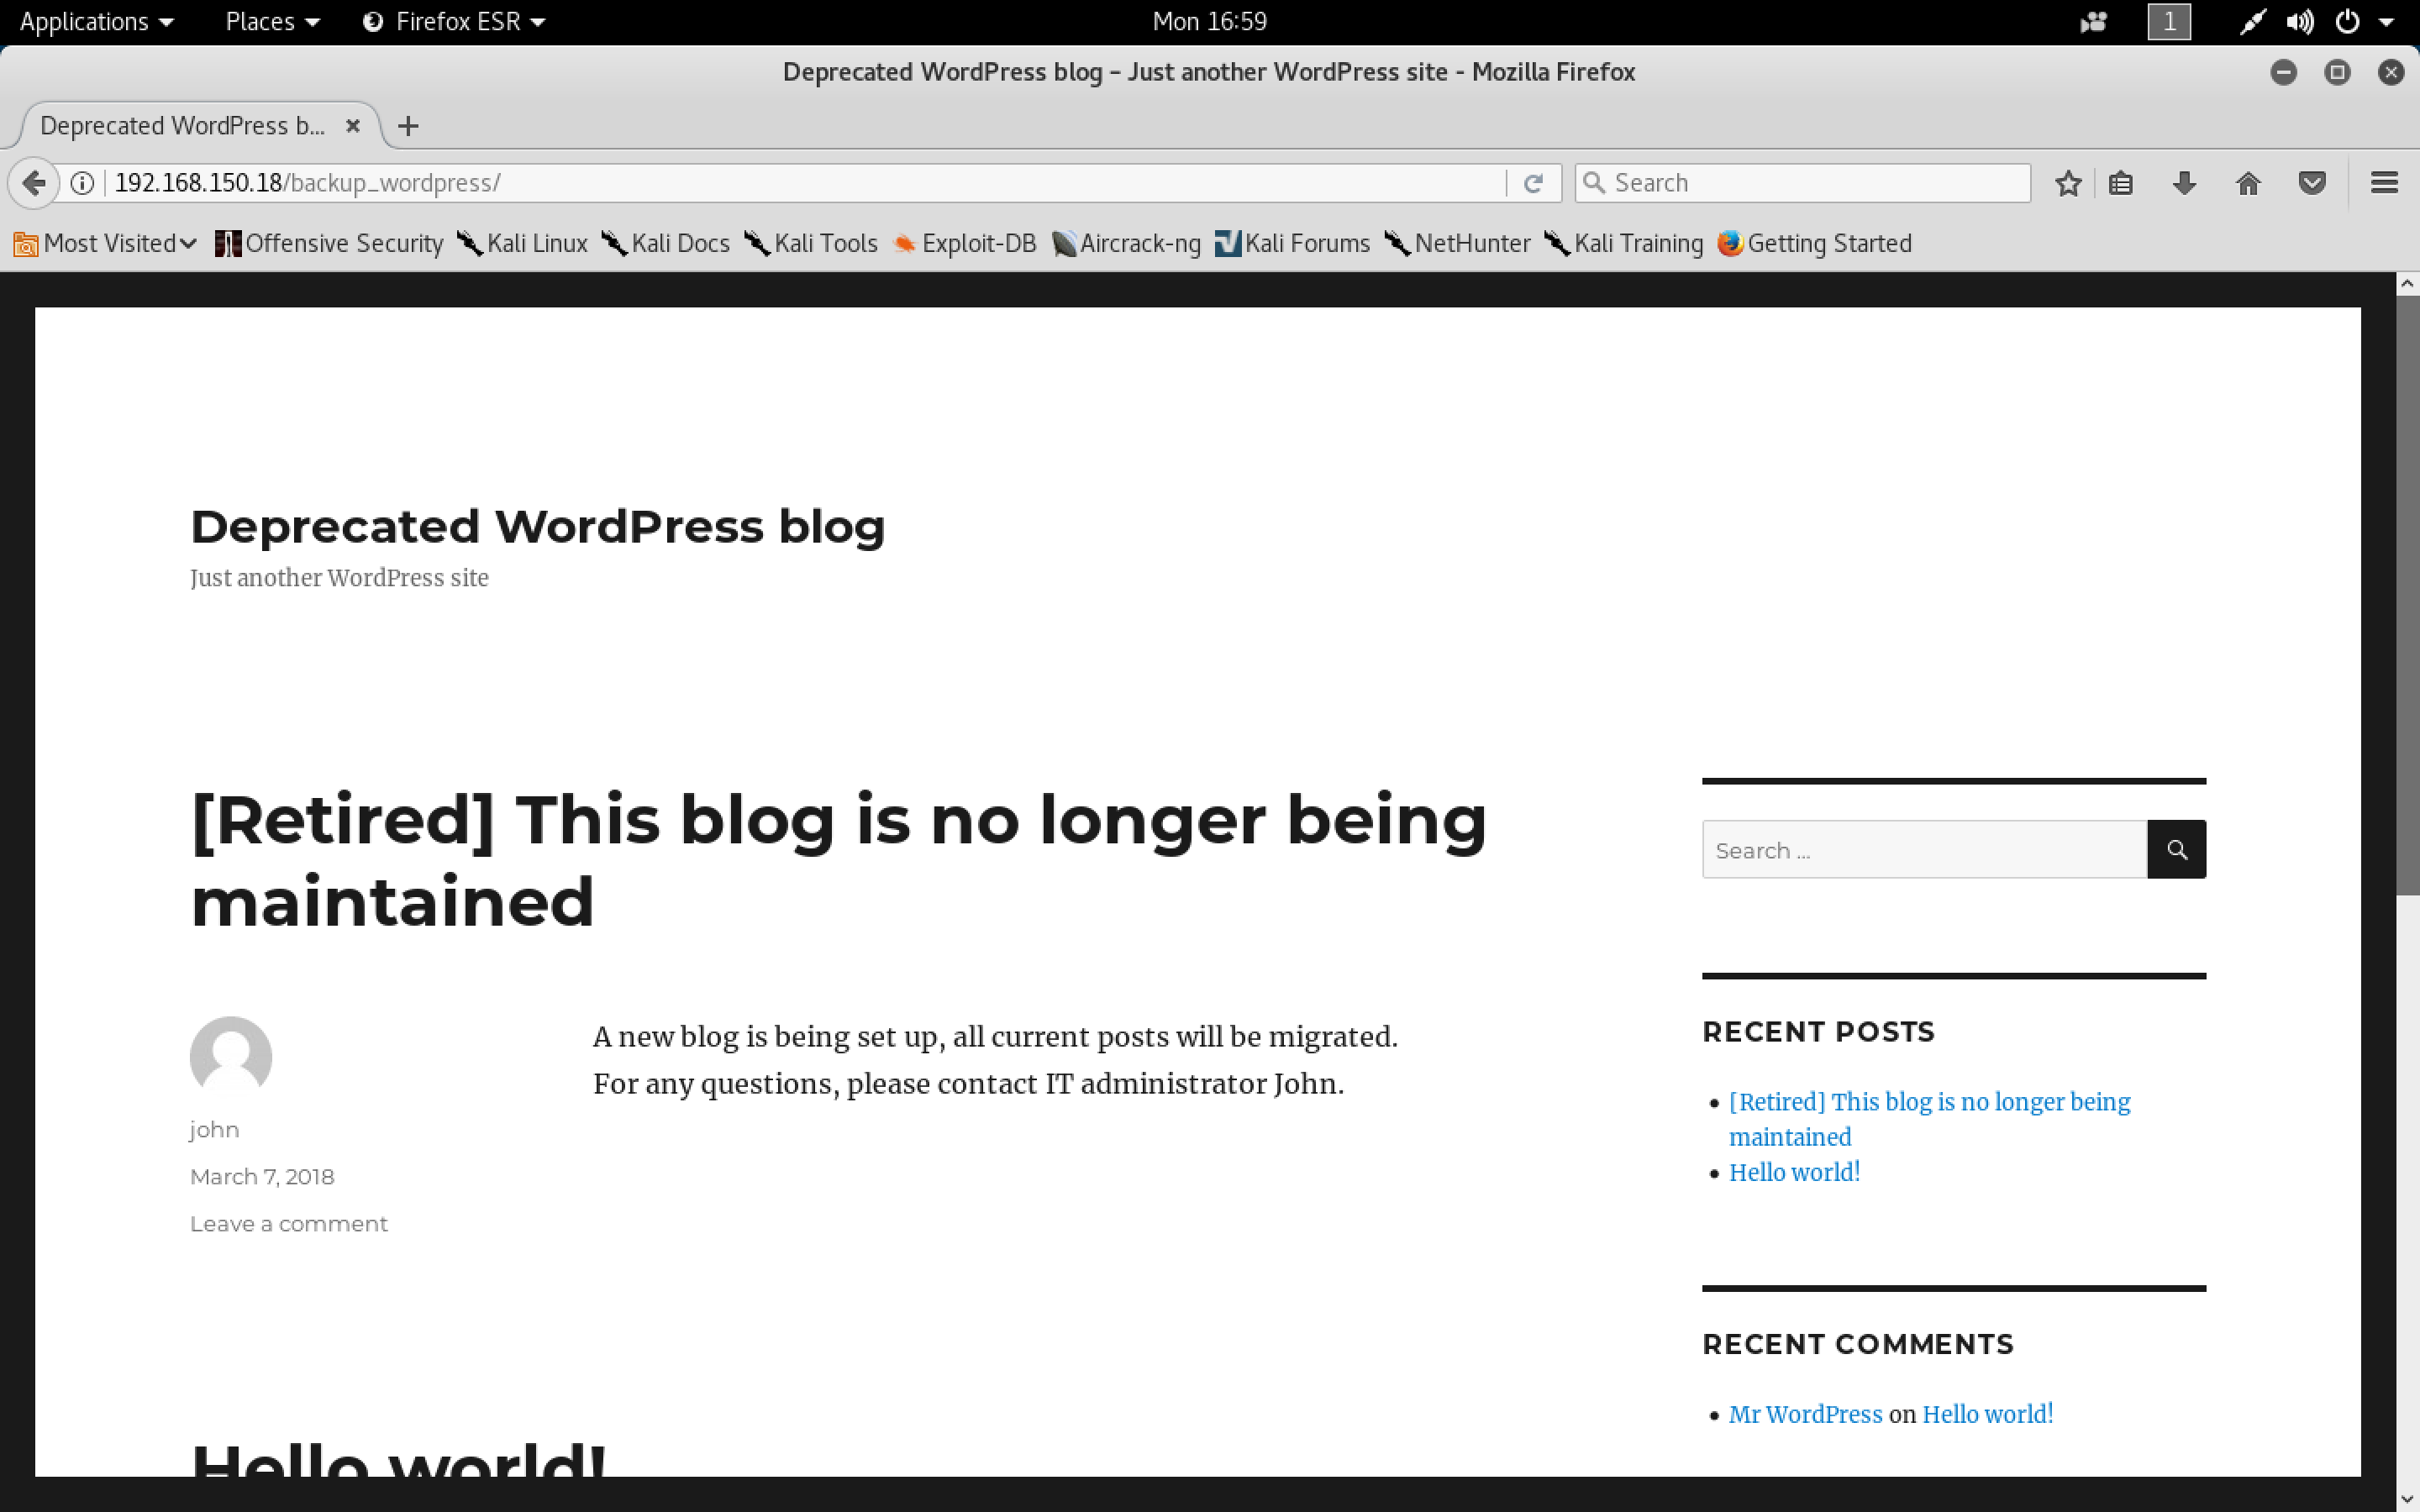 Applications Places Firefox ESR Mon 16:59 1
Deprecated WordPress blog – Just another WordPress site - Mozilla Firefox
Deprecated WordPress b...
192.168.150.18/backup_wordpress/ Search
Most Visited Offensive Security Kali Linux Kali Docs Kali Tools Exploit-DB Aircrack-ng Kali Forums NetHunter Kali Training Getting Started
Deprecated WordPress blog
Just another WordPress site
[Retired] This blog is no longer being
maintained
john
March 7, 2018
Leave a comment
A new blog is being set up, all current posts will be migrated.
For any questions, please contact IT administrator John.
Hello world!
Search ...
RECENT POSTS
[Retired] This blog is no longer being
maintained
Hello world!
RECENT COMMENTS
Mr WordPress on Hello world!